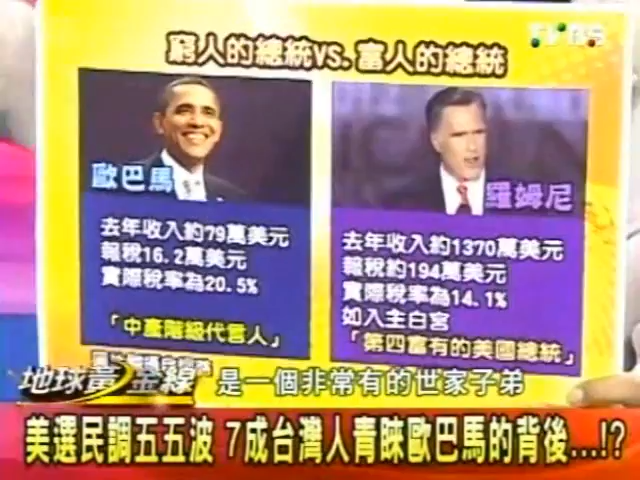 TVBS
窮人的總統vs.富人的總統
歐巴馬
去年收入約79萬美元
報稅16.2萬美元
實際稅率為20.5%
「中產階級代言人」
羅姆尼
去年收入約1370萬美元
報稅約194萬美元
實際稅率為14.1%
如入主白宮
「第四富有的美國總統」
地球黃金線
是一個非常有的世家子弟
美選民調五五波 7成台灣人青睞歐巴馬的背後...!?